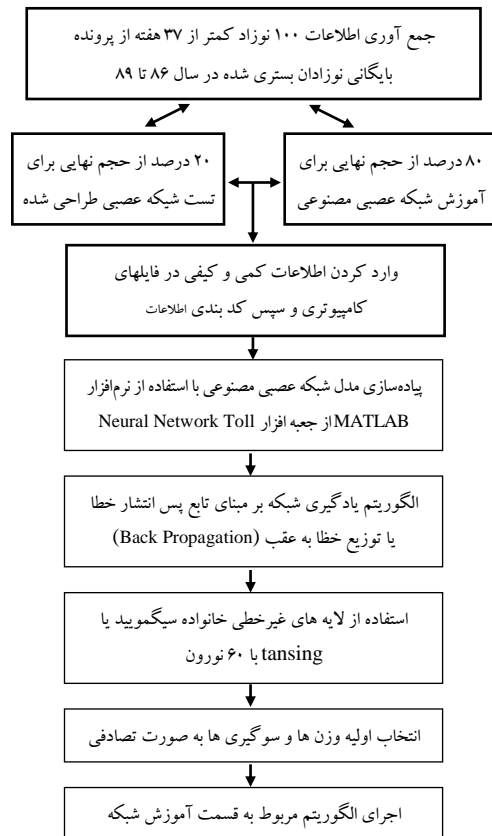 جمع آوری اطلاعات ۱۰۰ نوزاد کمتر از ۳۷ هفته از پرونده
بایگانی نوزادان بستری شده در سال ۸۶ تا ۸۹
۸۰ درصد از حجم نهایی برای
آموزش شبکه عصبی مصنوعی
۲۰ درصد از حجم نهایی برای
تست شیکه عصبی طراحی شده
وارد کردن اطلاعات کمی و کیفی در فایلهای
کامپیوتری و سپس کد بندی اطلاعات
پیاده‌سازی مدل شبکه عصبی مصنوعی با استفاده از نرم‌افزار
MATLAB از جعبه افزار Neural Network Toll
الگوریتم یادگیری شبکه بر مبنای تابع پس انتشار خطا
یا توزیع خظا به عقب (Back Propagation)
استفاده از لایه های غیرخطی خانواده سیگمویید یا
tansing با ۶۰ نورون
انتخاب اولیه وزن ها و سوگیری ها به صورت تصادفی
اجرای الگوریتم مربوط به قسمت آموزش شبکه